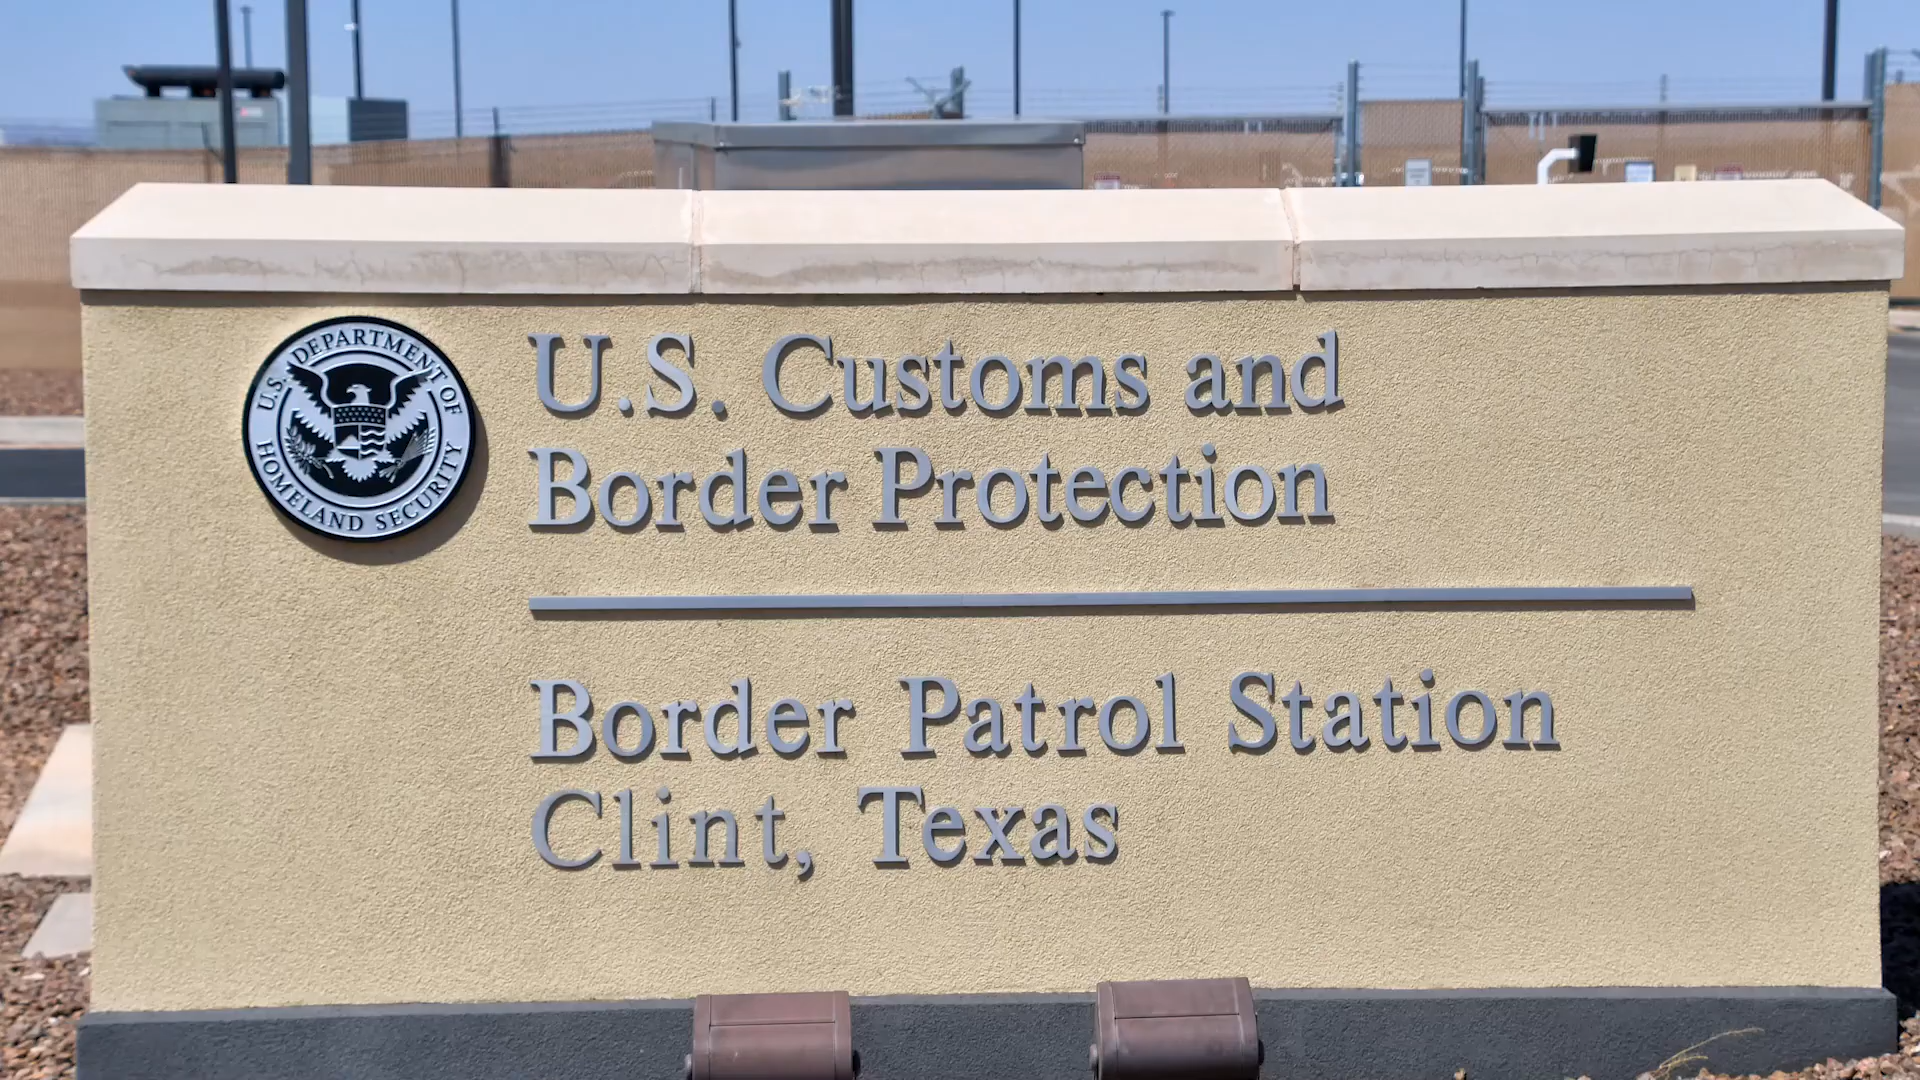 U.S. DEPARTMENT OF
HOMELAND SECURITY
U.S. Customs and
Border Protection
Border Patrol Station
Clint, Texas